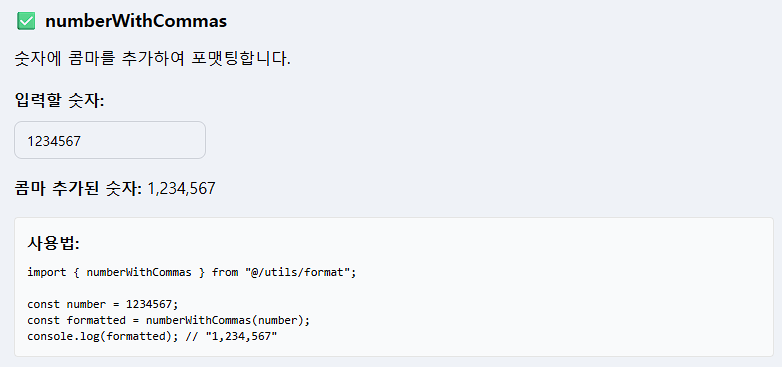 ✅ numberWithCommas
숫자에 콤마를 추가하여 포맷팅합니다.
입력할 숫자:
1234567
콤마 추가된 숫자: 1,234,567
사용법:
import { numberWithCommas } from "@/utils/format";
const number = 1234567;
const formatted = numberWithCommas(number);
console.log(formatted); // "1,234,567"